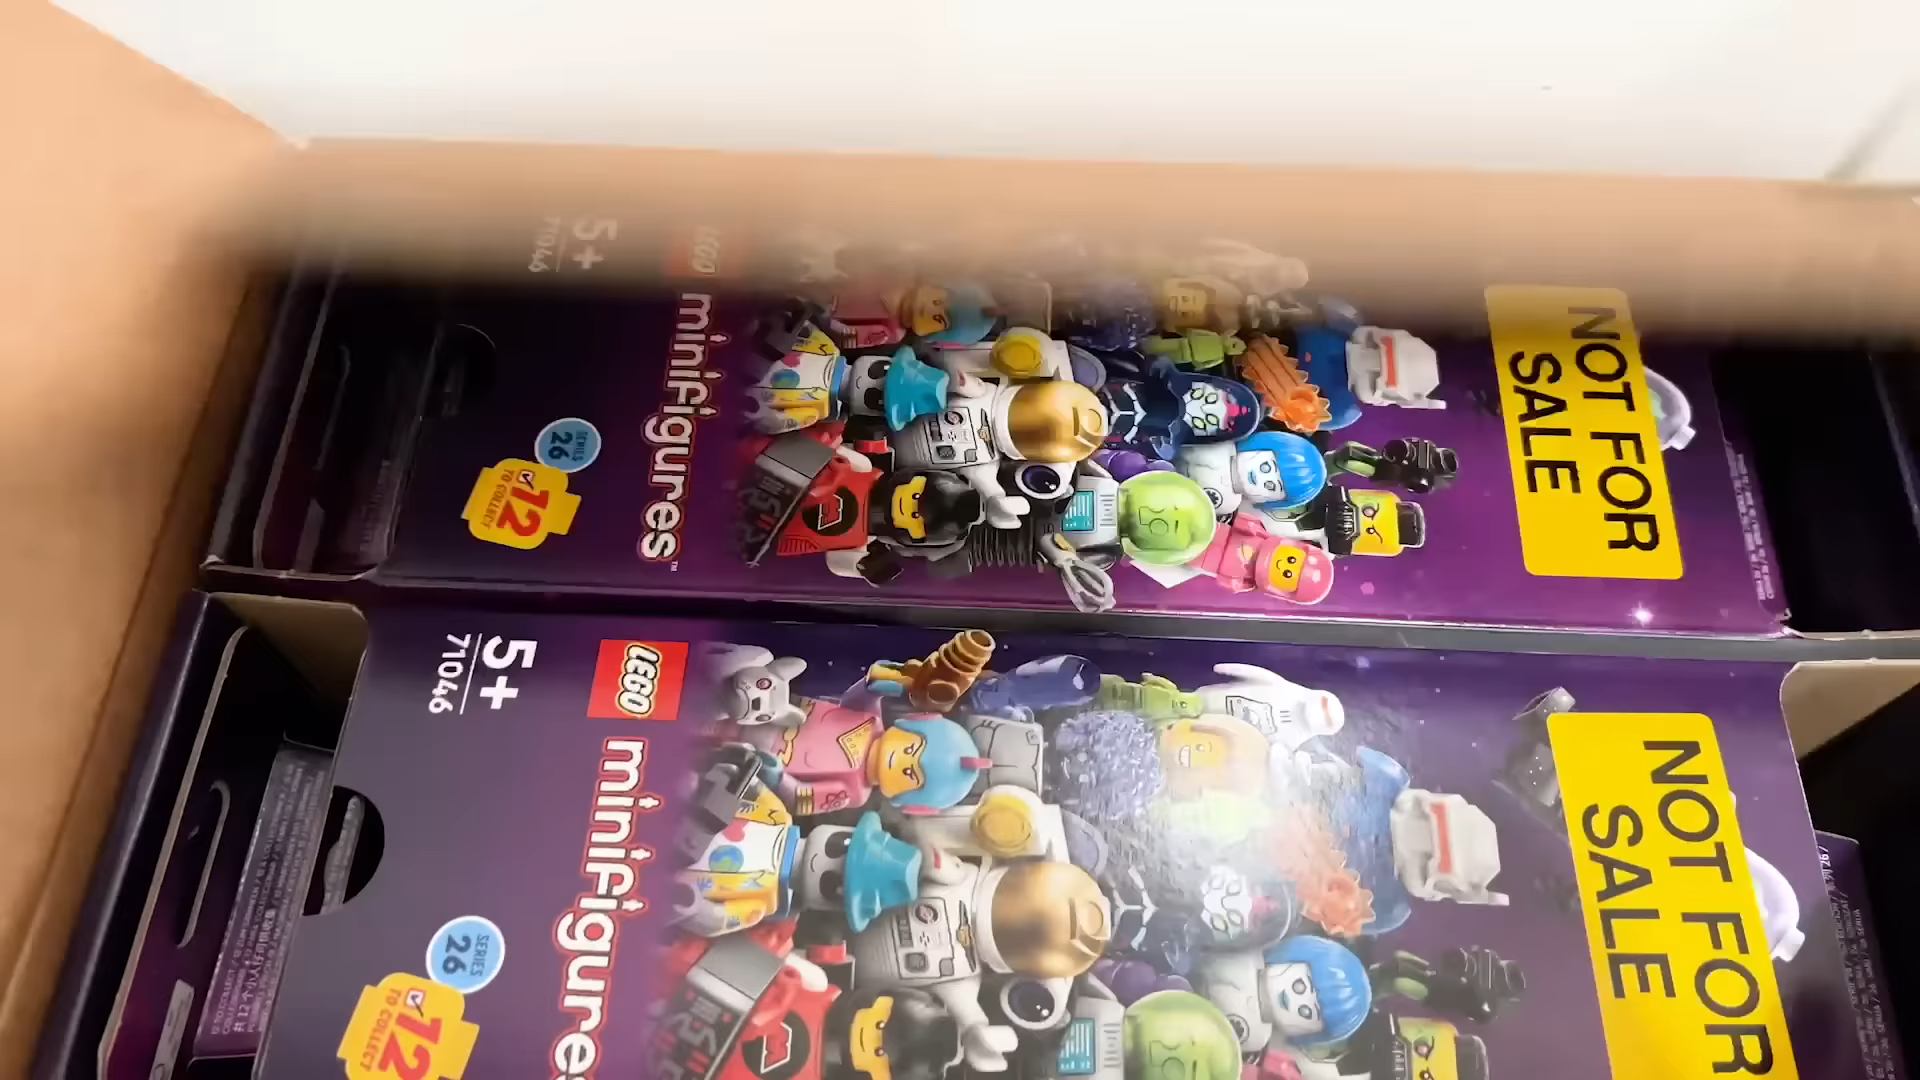 5+
71046
LEGO
minifigures™
SERIES
26
12
TO COLLECT
NOT FOR
SALE
5+
71046
LEGO
minifigures
SERIES
26
12
TO COLLECT
NOT FOR
SALE